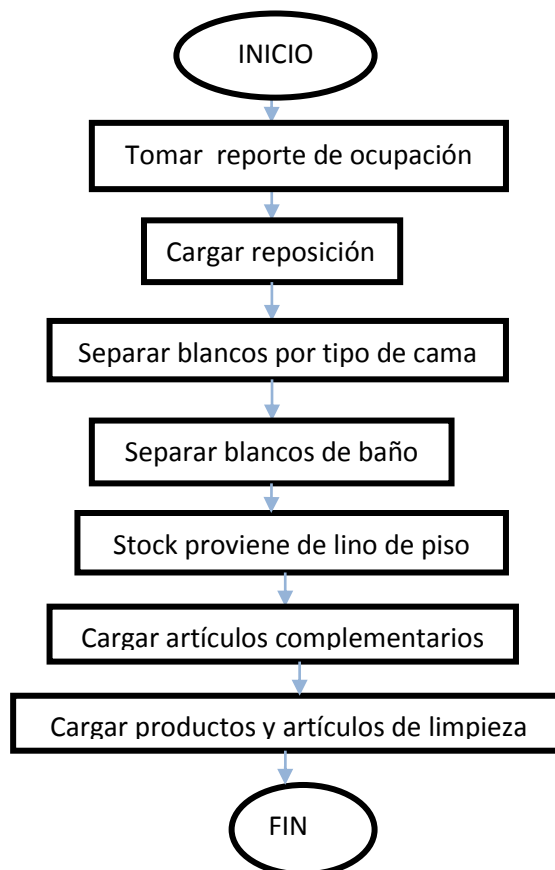 INICIO
Tomar reporte de ocupación
Cargar reposición
Separar blancos por tipo de cama
Separar blancos de baño
Stock proviene de lino de piso
Cargar artículos complementarios
Cargar productos y artículos de limpieza
FIN